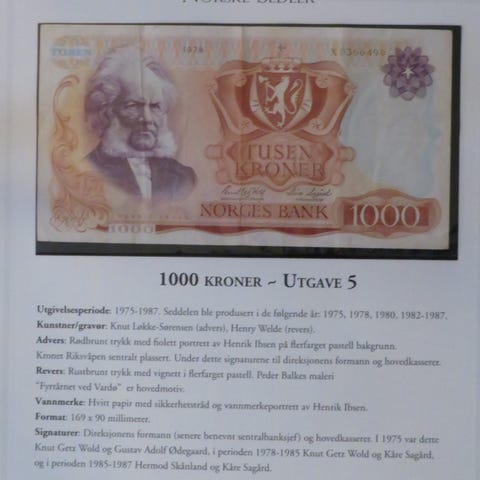 NORSKE SEDLER
TUSEN
1978
X0366496
TUSEN
KRONER
NORGES BANK
1000
1000
1000 KRONER ~ UTGAVE 5
Utgivelsesperiode: 1975-1987. Seddelen ble produsert i de følgende år: 1975, 1978, 1980, 1982-1987.
Kunstner/gravør: Knut Løkke-Sørensen (advers), Henry Welde (revers).
Advers: Rødbrunt trykk med fiolett portrett av Henrik Ibsen på flerfarget pastell bakgrunn.
Kronet Riksvåpen sentralt plassert. Under dette signaturene til direksjonens formann og hovedkasserer.
Revers: Rustbrunt trykk med vignett i flerfarget pastell. Peder Balkes maleri
"Fyrtårnet ved Vardø" er hovedmotiv.
Vannmerke: Hvitt papir med sikkerhetstråd og vannmerkeportrett av Henrik Ibsen.
Format: 169 x 90 millimeter.
Signaturer: Direksjonens formann (senere benevnt sentralbanksjef) og hovedkasserer. I 1975 var dette
Knut Getz Wold og Gustav Adolf Ødegaard, i perioden 1978-1985 Knut Getz Wold og Kåre Sagård,
og i perioden 1985-1987 Hermod Skånland og Kåre Sagård.